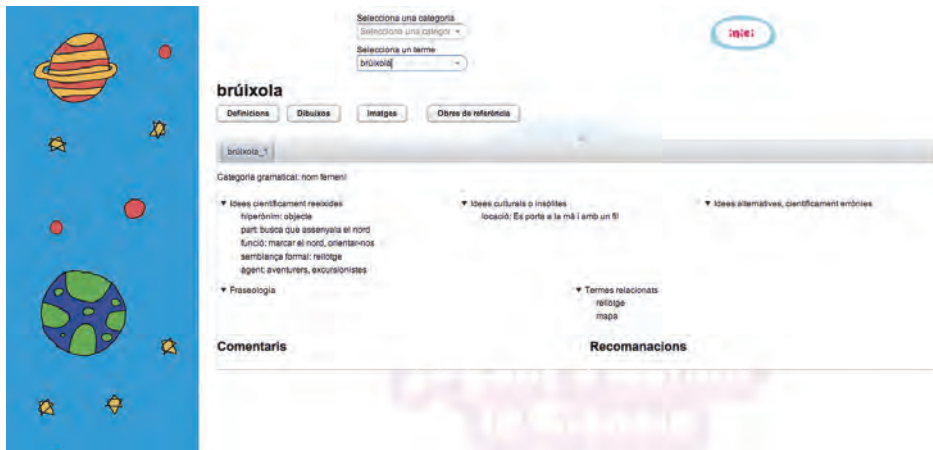 Selecciona una categoria
Selecciona una categor
Selecciona un terme
brúixola
inici
brúixola
Definicions
Dibuixos
Imatges
Obres de referència
brúixola_1
Categoria gramatical: nom femení
▼ Idees científicament reeixides
hiperònim: objecte
part: busca que assenyala el nord
funció: marcar el nord, orientar-nos
semblança formal: rellotge
agent: aventurers, excursionistes
▼ Idees culturals o insòlites
locació: Es porta a la mà i amb un fil
▼ Idees alternatives, científicament errònies
▼ Fraseologia
▼ Termes relacionats
rellotge
mapa
Comentaris
Recomanacions